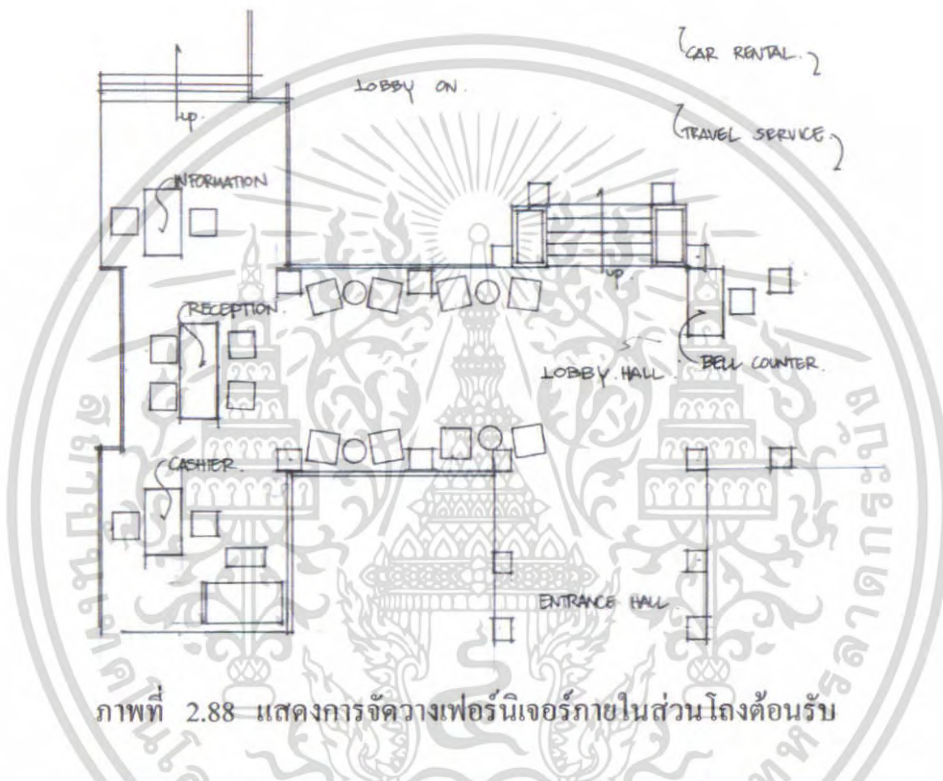 CAR RENTAL.
LOBBY ON.
up.
TRAVEL SERVICE.
INFORMATION
up.
RECEPTION.
LOBBY HALL.
BELL COUNTER.
CASHIER.
ENTRANCE HALL.
ภาพที่ 2.88 แสดงการจัดวางเฟอร์นิเจอร์ภายในส่วนโถงต้อนรับ